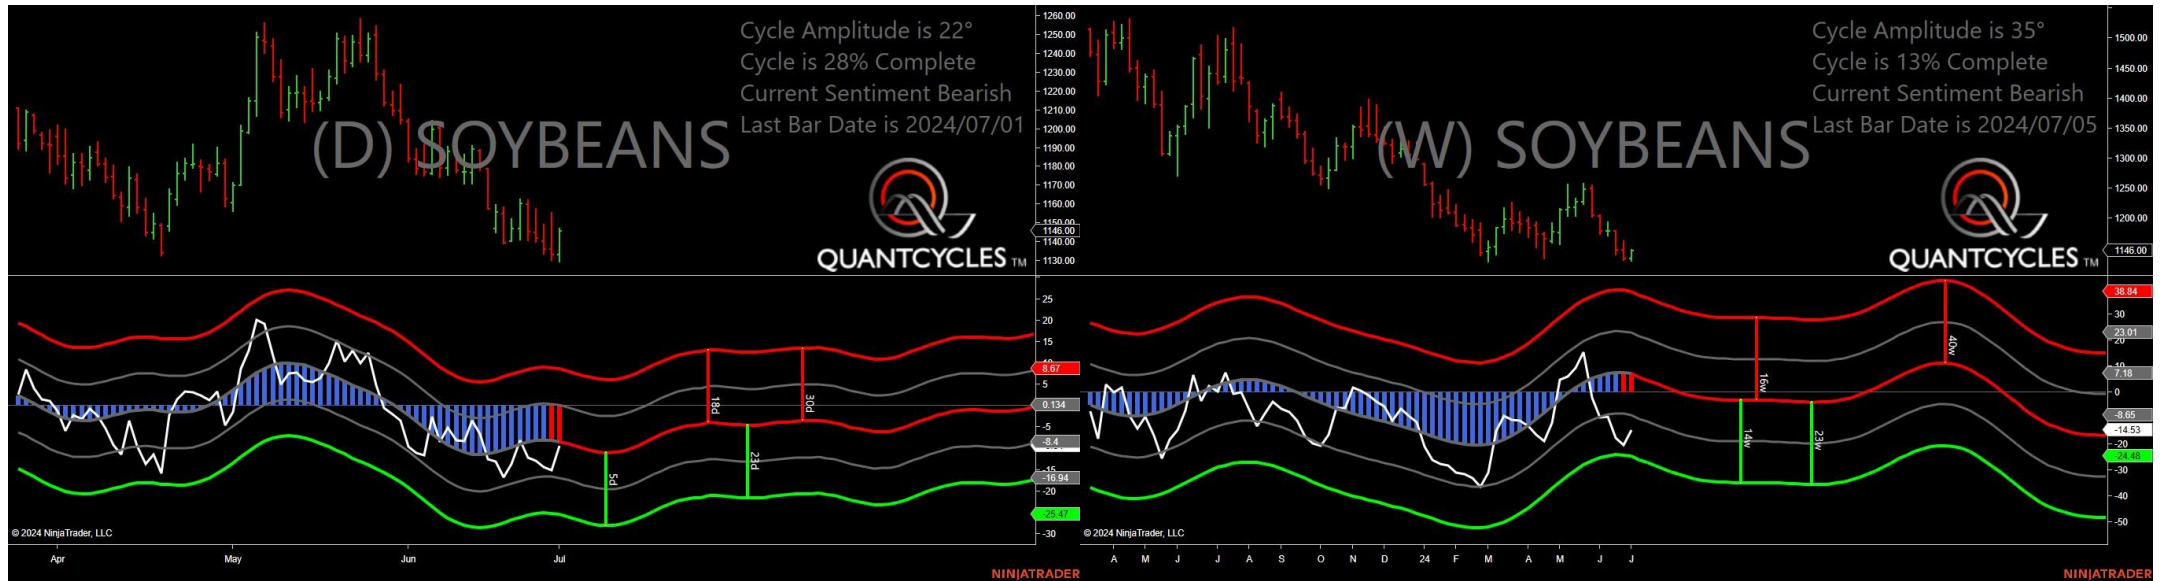 Cycle Amplitude is 22°
Cycle is 28% Complete
Current Sentiment Bearish
Last Bar Date is 2024/07/01
(D) SOYBEANS
QUANTCYCLES TM
1260.00
1250.00
1240.00
1230.00
1220.00
1210.00
1200.00
1190.00
1180.00
1170.00
1160.00
1150.00
1146.00
1140.00
1130.00
25
20
15
8.67
5
0.134
-5
-8.4
-15
-16.94
-20
-25.47
-30
18d
30d
5d
23d
© 2024 NinjaTrader, LLC
Apr May Jun Jul
NINJATRADER
Cycle Amplitude is 35°
Cycle is 13% Complete
Current Sentiment Bearish
Last Bar Date is 2024/07/05
(W) SOYBEANS
QUANTCYCLES TM
1500.00
1450.00
1400.00
1350.00
1300.00
1250.00
1200.00
1146.00
38.84
30
23.01
7.18
0
-8.65
-14.53
-20
-24.48
-30
-40
-50
16w
40w
14w
23w
© 2024 NinjaTrader, LLC
A M J J A S O N D 24 F M A M J J
NINJATRADER